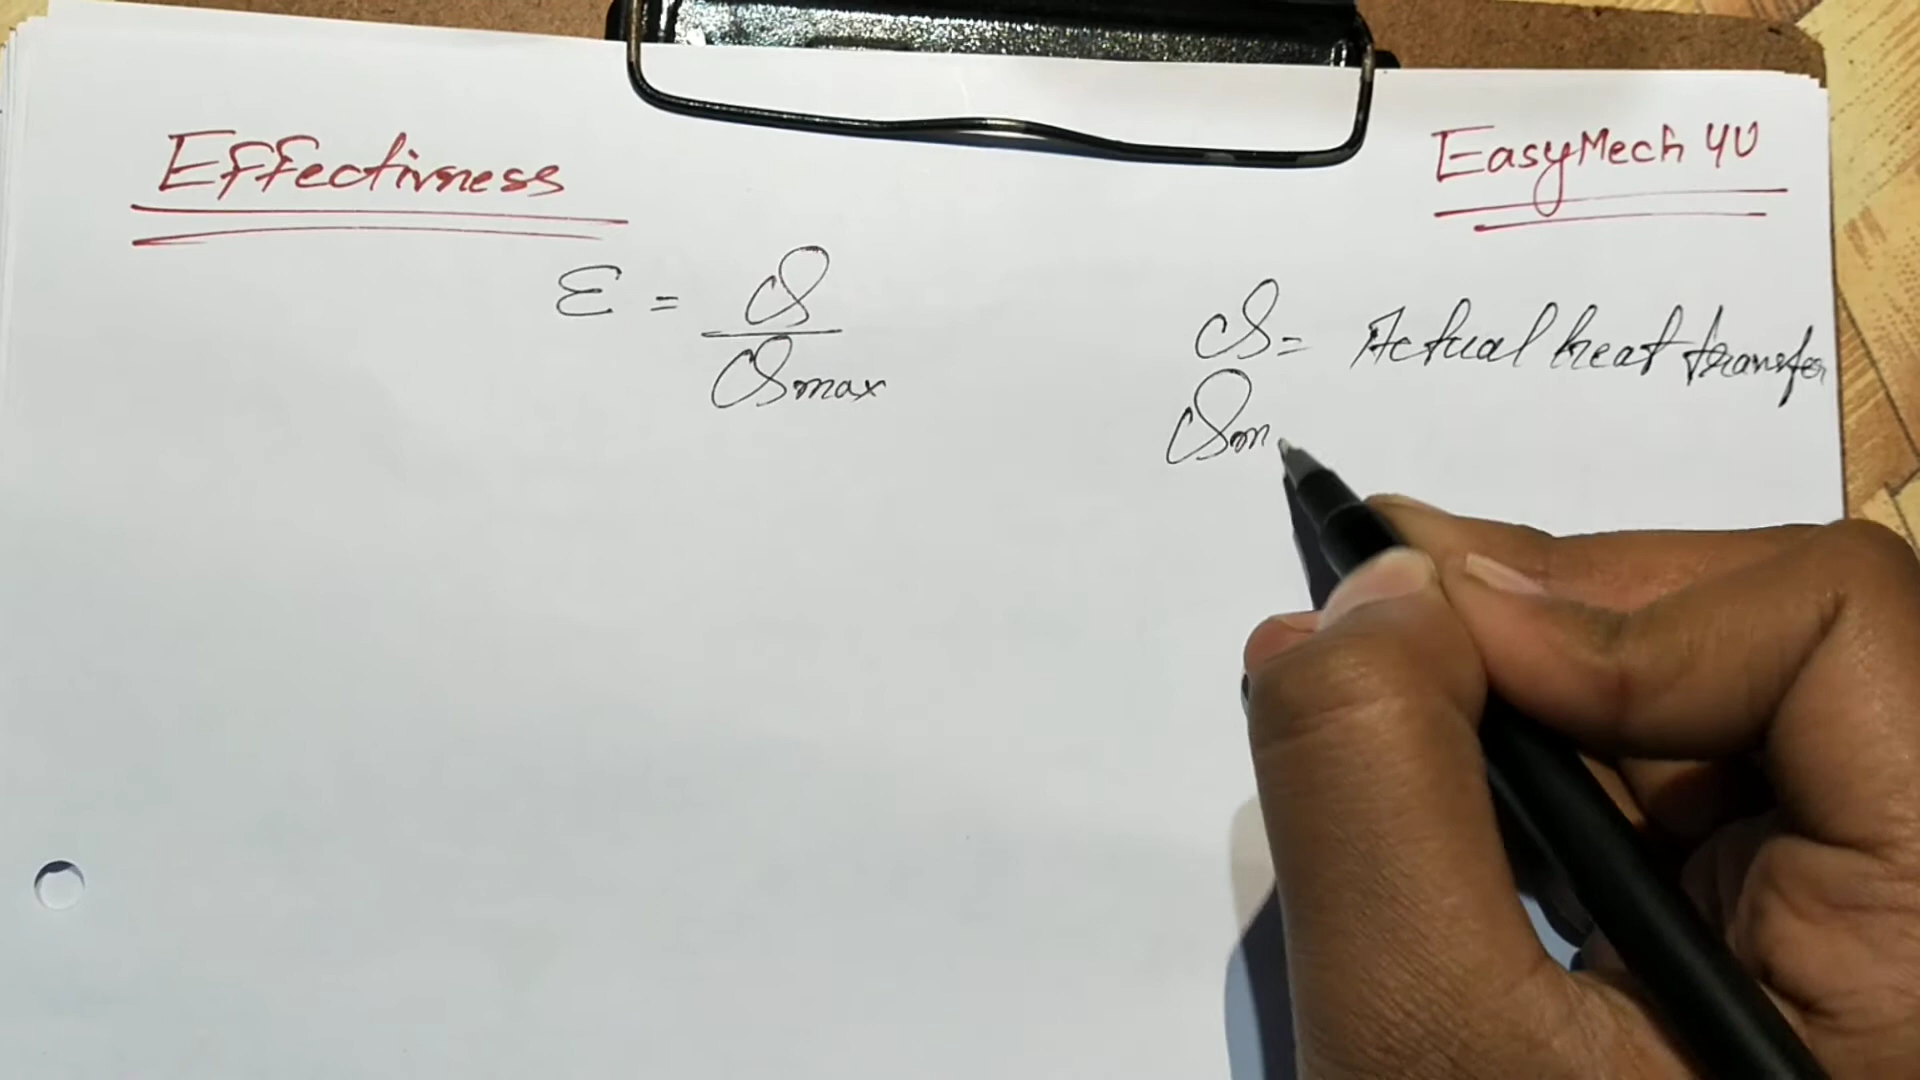 Effectivness
EasyMech 4U
ε = Q / Qmax
Q = Actual heat transfer
Qm